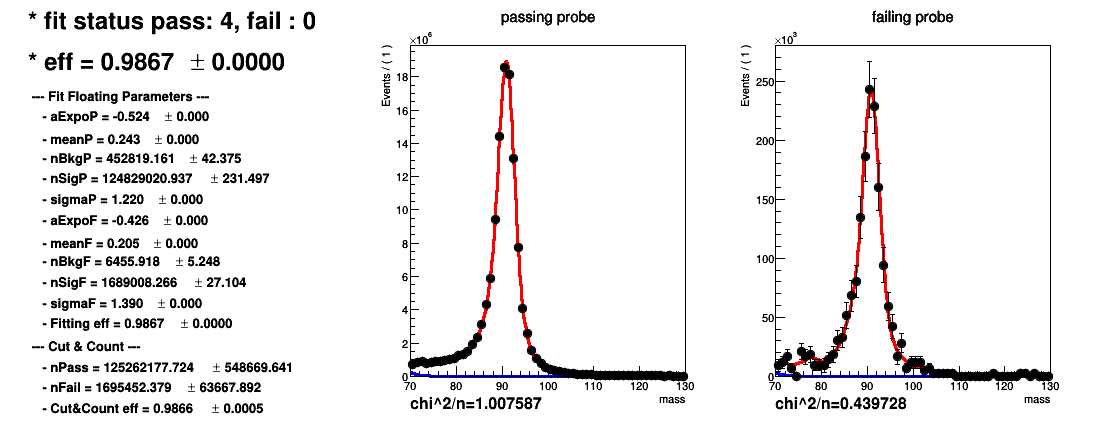 * fit status pass: 4, fail : 0
* eff = 0.9867 ± 0.0000
--- Fit Floating Parameters ---
- aExpoP = -0.524 ± 0.000
- meanP = 0.243 ± 0.000
- nBkgP = 452819.161 ± 42.375
- nSigP = 124829020.937 ± 231.497
- sigmaP = 1.220 ± 0.000
- aExpoF = -0.426 ± 0.000
- meanF = 0.205 ± 0.000
- nBkgF = 6455.918 ± 5.248
- nSigF = 1689008.266 ± 27.104
- sigmaF = 1.390 ± 0.000
- Fitting eff = 0.9867 ± 0.0000
--- Cut & Count ---
- nPass = 125262177.724 ± 548669.641
- nFail = 1695452.379 ± 63667.892
- Cut&Count eff = 0.9866 ± 0.0005
passing probe
×10^6
Events / ( 1 )
18
16
14
12
10
8
6
4
2
0
70 80 90 100 110 120 130
mass
chi^2/n=1.007587
failing probe
×10^3
Events / ( 1 )
250
200
150
100
50
0
70 80 90 100 110 120 130
mass
chi^2/n=0.439728